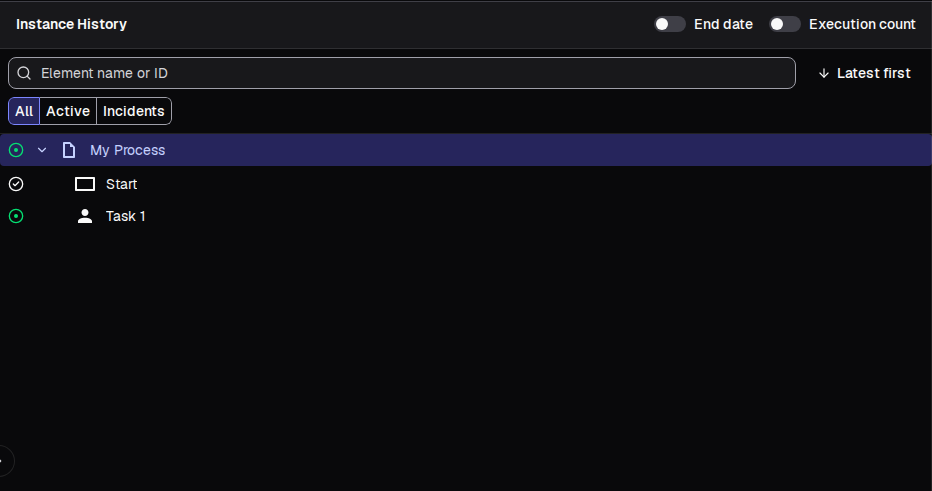 Instance History End date Execution count
Element name or ID Latest first
All Active Incidents
My Process
Start
Task 1